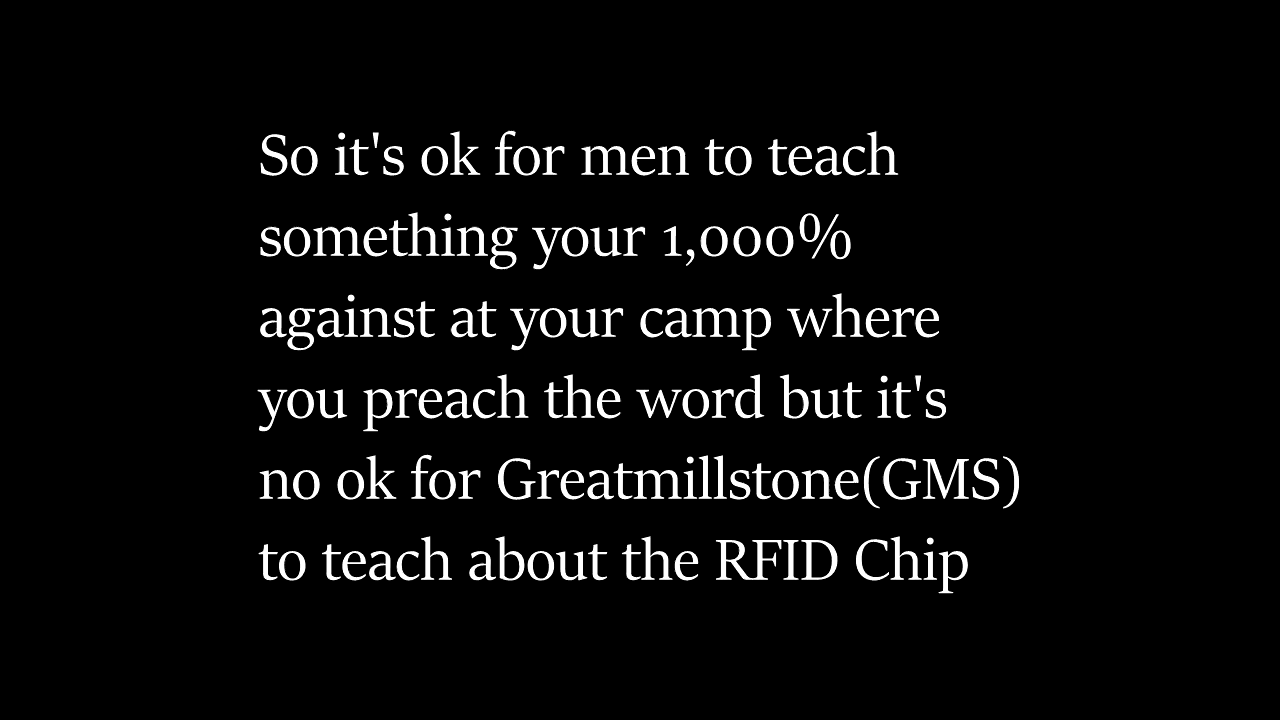 So it's ok for men to teach
something your 1,000%
against at your camp where
you preach the word but it's
no ok for Greatmillstone(GMS)
to teach about the RFID Chip